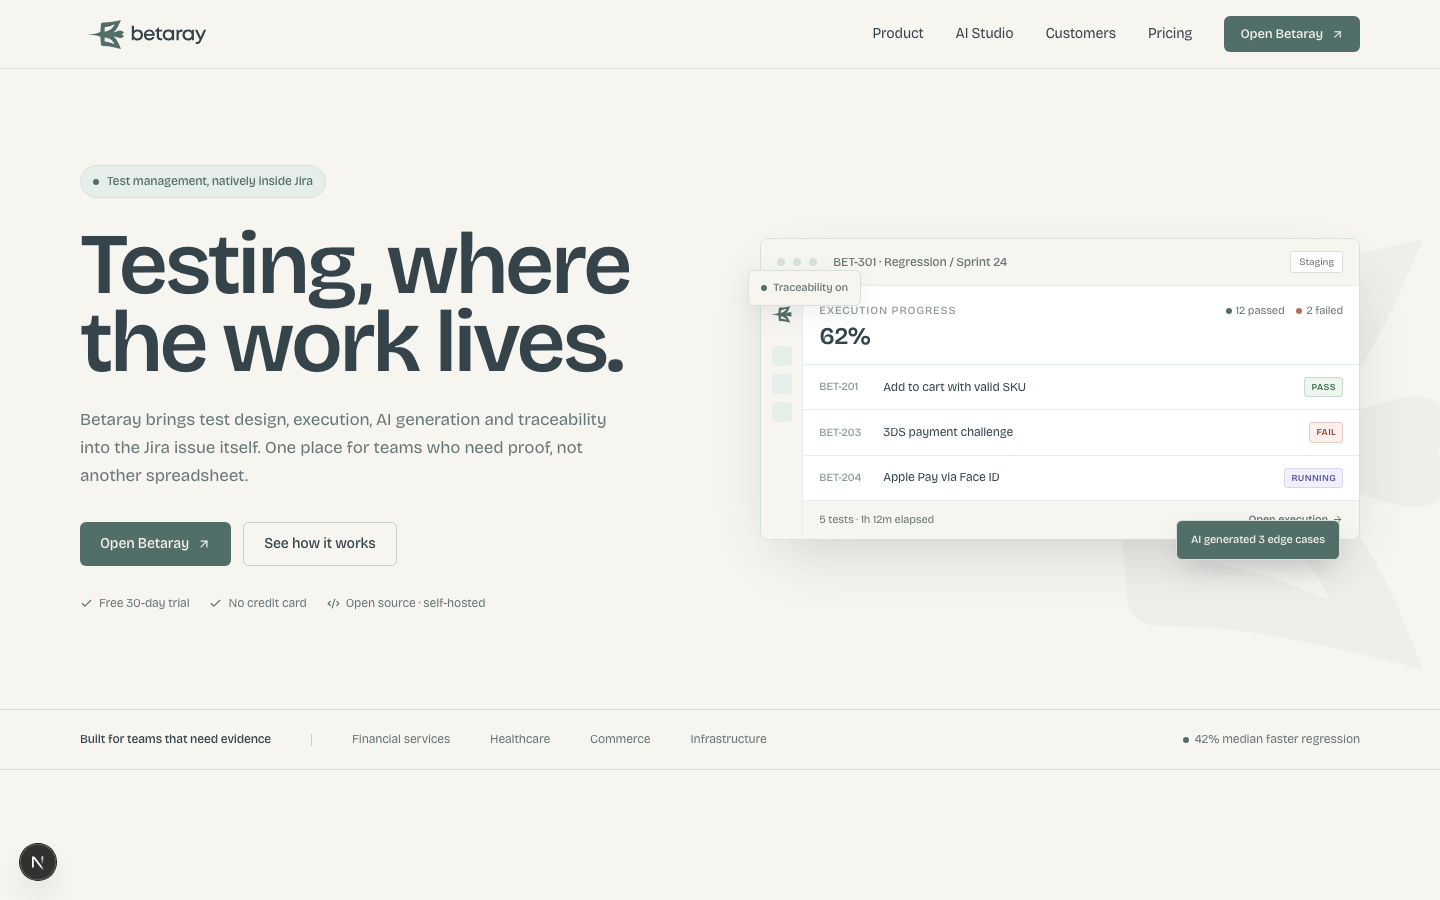 betaray
Product
AI Studio
Customers
Pricing
Open Betaray
Test management, natively inside Jira
Testing, where
the work lives.
Betaray brings test design, execution, AI generation and traceability
into the Jira issue itself. One place for teams who need proof, not
another spreadsheet.
Open Betaray
See how it works
Free 30-day trial
No credit card
Open source · self-hosted
BET-301 · Regression / Sprint 24
Staging
Traceability on
EXECUTION PROGRESS
12 passed
2 failed
62%
BET-201
Add to cart with valid SKU
PASS
BET-203
3DS payment challenge
FAIL
BET-204
Apple Pay via Face ID
RUNNING
5 tests · 1h 12m elapsed
Open execution →
AI generated 3 edge cases
Built for teams that need evidence
Financial services
Healthcare
Commerce
Infrastructure
42% median faster regression
N